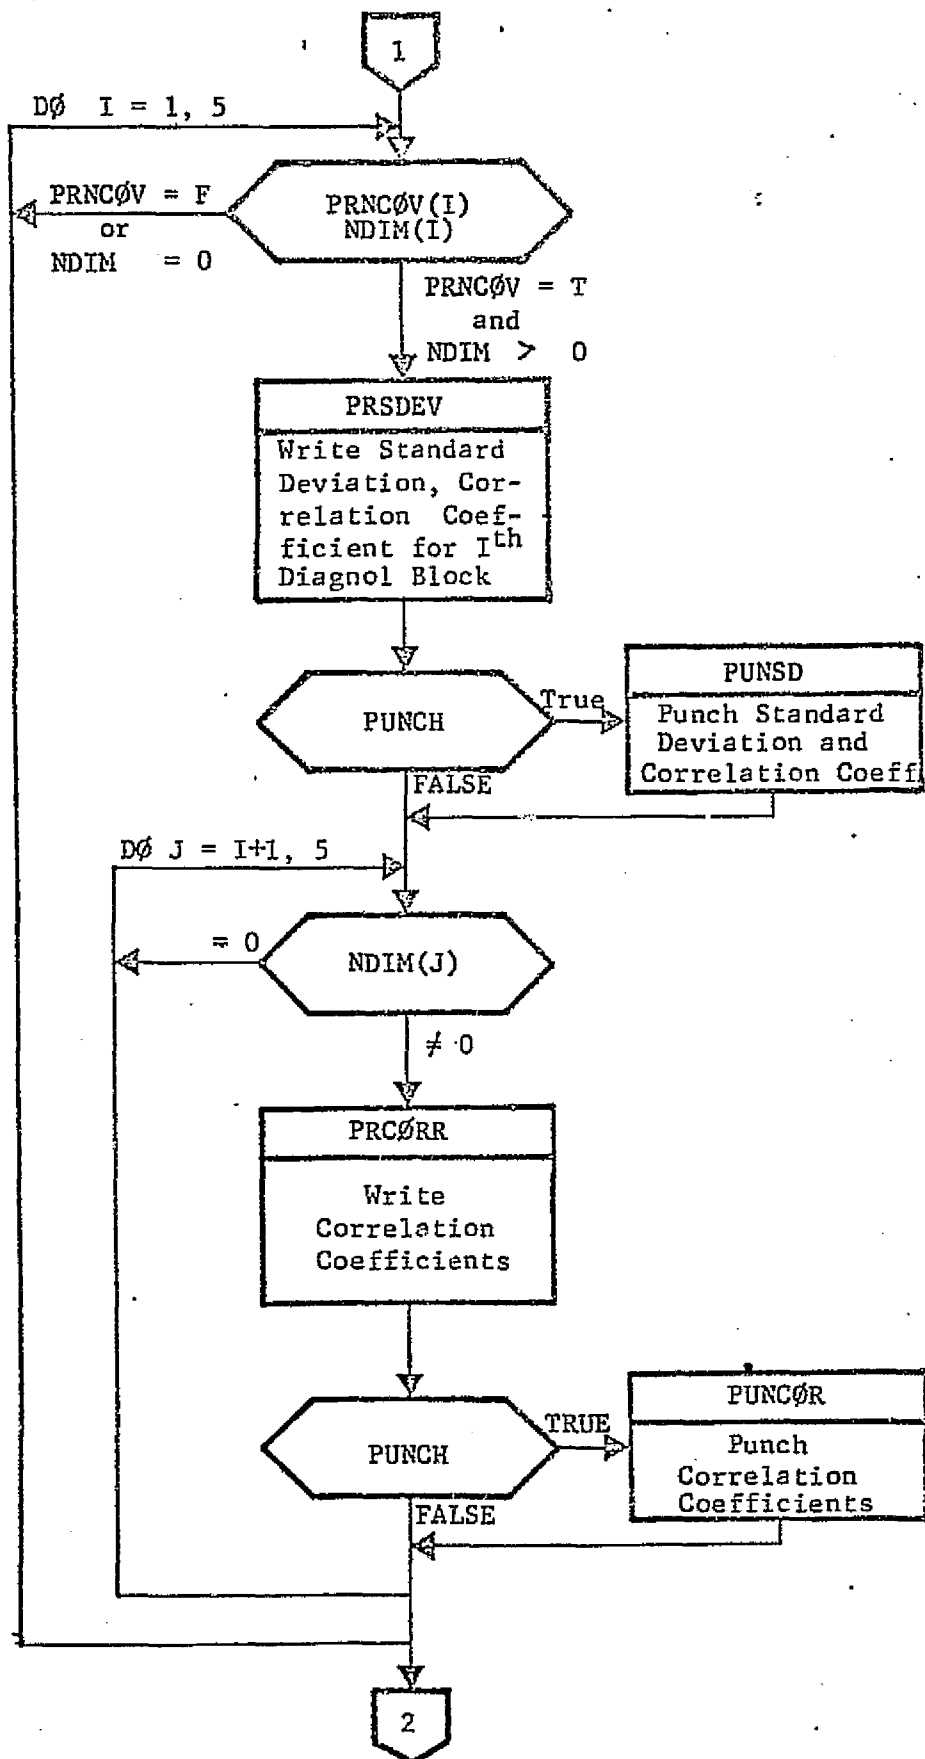 1
DØ I = 1, 5
PRNCØV = F
or
NDIM = 0
PRNCØV(I)
NDIM(I)
PRNCØV = T
and
NDIM > 0
PRSDEV
Write Standard
Deviation, Cor-
relation Coef-
ficient for Ith
Diagnol Block
PUNCH
True
PUNSD
Punch Standard
Deviation and
Correlation Coeff
FALSE
DØ J = I+1, 5
= 0
NDIM(J)
≠ 0
PRCØRR
Write
Correlation
Coefficients
PUNCH
TRUE
PUNCØR
Punch
Correlation
Coefficients
FALSE
2